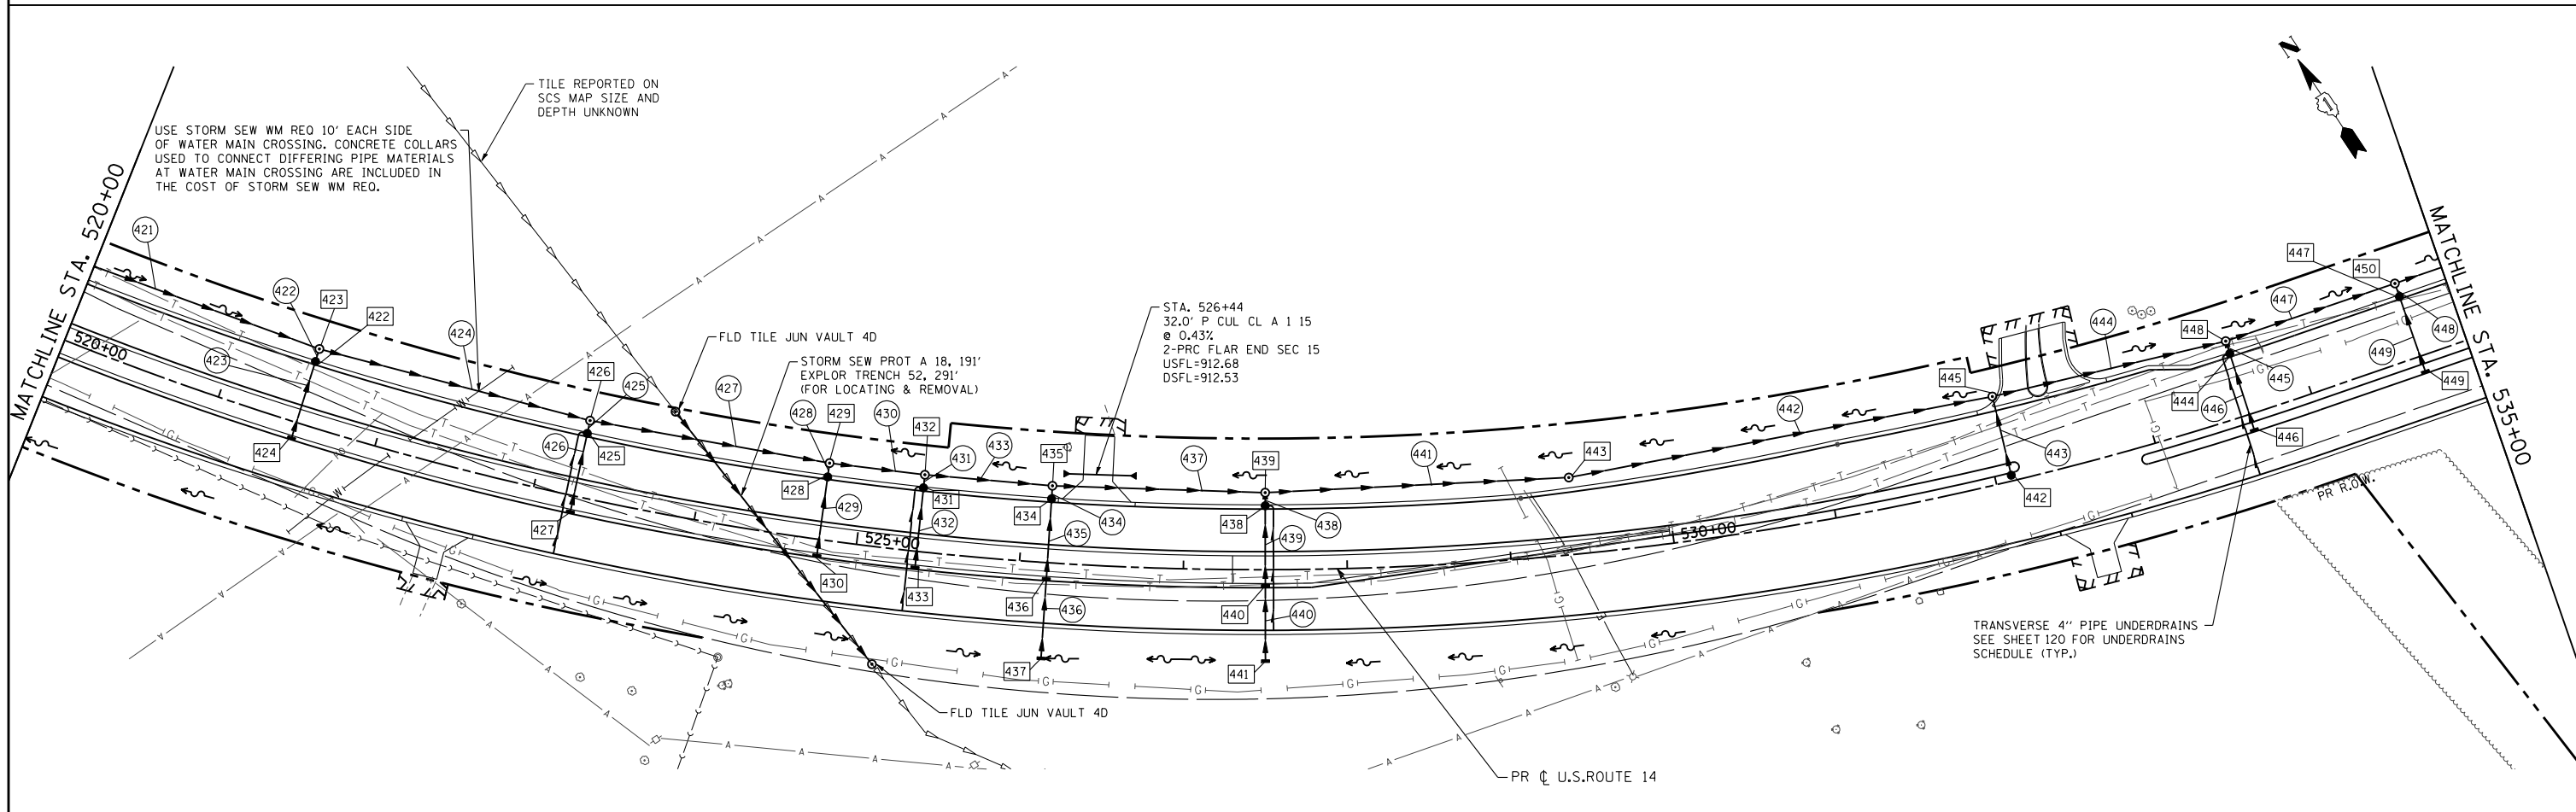 N
1
TILE REPORTED ON
SCS MAP SIZE AND
DEPTH UNKNOWN
USE STORM SEW WM REQ 10' EACH SIDE
OF WATER MAIN CROSSING. CONCRETE COLLARS
USED TO CONNECT DIFFERING PIPE MATERIALS
AT WATER MAIN CROSSING ARE INCLUDED IN
THE COST OF STORM SEW WM REQ.
MATCHLINE STA. 520+00
MATCHLINE STA. 535+00
FLD TILE JUN VAULT 4D
STORM SEW PROT A 18, 191'
EXPLOR TRENCH 52, 291'
(FOR LOCATING & REMOVAL)
STA. 526+44
32.0' P CUL CL A 1 15
@ 0.43%
2-PRC FLAR END SEC 15
USFL=912.68
DSFL=912.53
421
422
423
422
423
424
424
520+00
426
425
426
425
427
427
428
429
430
432
428
429
430
431
431
432
433
433
525+00
435
434
434
435
436
436
437
437
439
438
438
439
440
440
441
441
443
442
530+00
445
443
442
444
448
445
444
446
446
447
447
450
448
449
449
PR R.O.W.
TRANSVERSE 4'' PIPE UNDERDRAINS
SEE SHEET 120 FOR UNDERDRAINS
SCHEDULE (TYP.)
FLD TILE JUN VAULT 4D
PR ℄ U.S.ROUTE 14